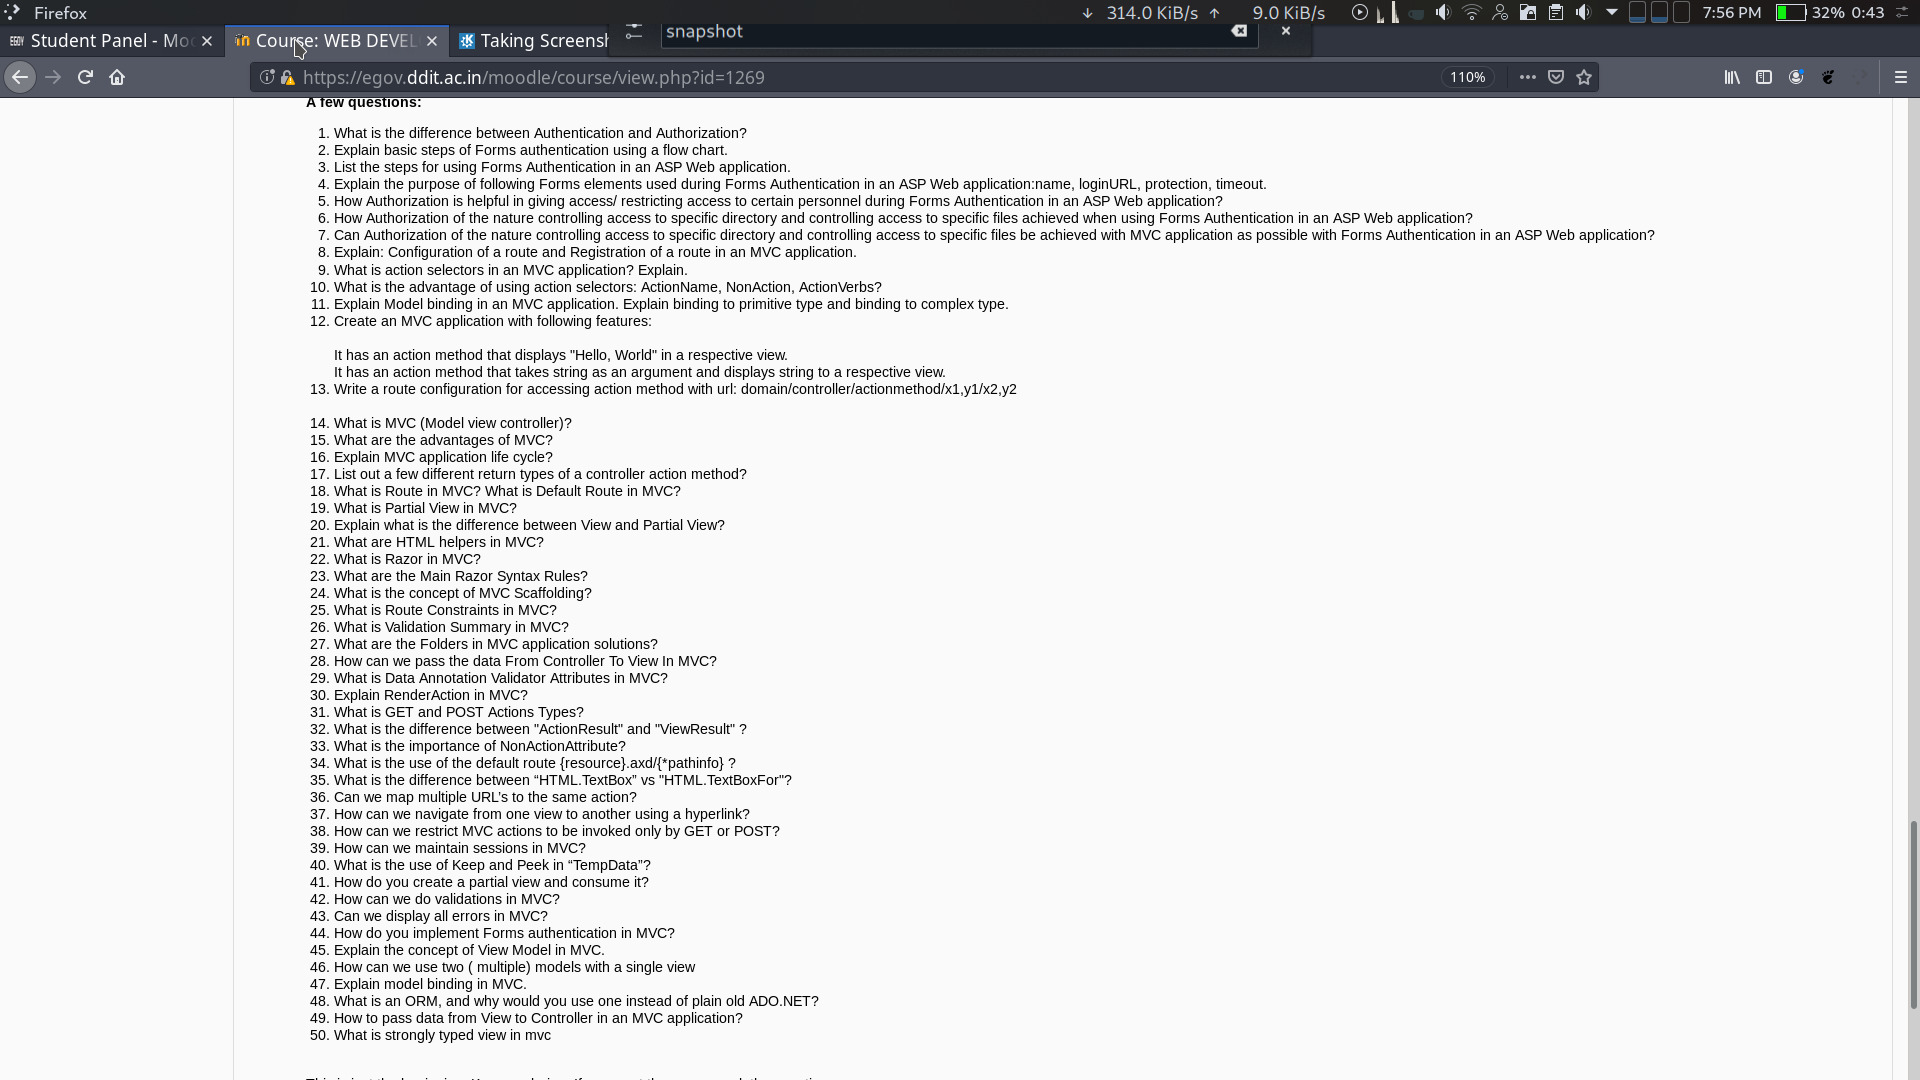 Firefox
314.0 KiB/s 9.0 KiB/s
7:56 PM 32% 0:43
snapshot
Student Panel - Moo
Course: WEB DEVEL
Taking Screensh
https://egov.ddit.ac.in/moodle/course/view.php?id=1269
110%
A few questions:
1. What is the difference between Authentication and Authorization?
2. Explain basic steps of Forms authentication using a flow chart.
3. List the steps for using Forms Authentication in an ASP Web application.
4. Explain the purpose of following Forms elements used during Forms Authentication in an ASP Web application:name, loginURL, protection, timeout.
5. How Authorization is helpful in giving access/ restricting access to certain personnel during Forms Authentication in an ASP Web application?
6. How Authorization of the nature controlling access to specific directory and controlling access to specific files achieved when using Forms Authentication in an ASP Web application?
7. Can Authorization of the nature controlling access to specific directory and controlling access to specific files be achieved with MVC application as possible with Forms Authentication in an ASP Web application?
8. Explain: Configuration of a route and Registration of a route in an MVC application.
9. What is action selectors in an MVC application? Explain.
10. What is the advantage of using action selectors: ActionName, NonAction, ActionVerbs?
11. Explain Model binding in an MVC application. Explain binding to primitive type and binding to complex type.
12. Create an MVC application with following features:
It has an action method that displays "Hello, World" in a respective view.
It has an action method that takes string as an argument and displays string to a respective view.
13. Write a route configuration for accessing action method with url: domain/controller/actionmethod/x1,y1/x2,y2
14. What is MVC (Model view controller)?
15. What are the advantages of MVC?
16. Explain MVC application life cycle?
17. List out a few different return types of a controller action method?
18. What is Route in MVC? What is Default Route in MVC?
19. What is Partial View in MVC?
20. Explain what is the difference between View and Partial View?
21. What are HTML helpers in MVC?
22. What is Razor in MVC?
23. What are the Main Razor Syntax Rules?
24. What is the concept of MVC Scaffolding?
25. What is Route Constraints in MVC?
26. What is Validation Summary in MVC?
27. What are the Folders in MVC application solutions?
28. How can we pass the data From Controller To View In MVC?
29. What is Data Annotation Validator Attributes in MVC?
30. Explain RenderAction in MVC?
31. What is GET and POST Actions Types?
32. What is the difference between "ActionResult" and "ViewResult" ?
33. What is the importance of NonActionAttribute?
34. What is the use of the default route {resource}.axd/{*pathinfo} ?
35. What is the difference between “HTML.TextBox” vs "HTML.TextBoxFor"?
36. Can we map multiple URL’s to the same action?
37. How can we navigate from one view to another using a hyperlink?
38. How can we restrict MVC actions to be invoked only by GET or POST?
39. How can we maintain sessions in MVC?
40. What is the use of Keep and Peek in “TempData”?
41. How do you create a partial view and consume it?
42. How can we do validations in MVC?
43. Can we display all errors in MVC?
44. How do you implement Forms authentication in MVC?
45. Explain the concept of View Model in MVC.
46. How can we use two ( multiple) models with a single view
47. Explain model binding in MVC.
48. What is an ORM, and why would you use one instead of plain old ADO.NET?
49. How to pass data from View to Controller in an MVC application?
50. What is strongly typed view in mvc